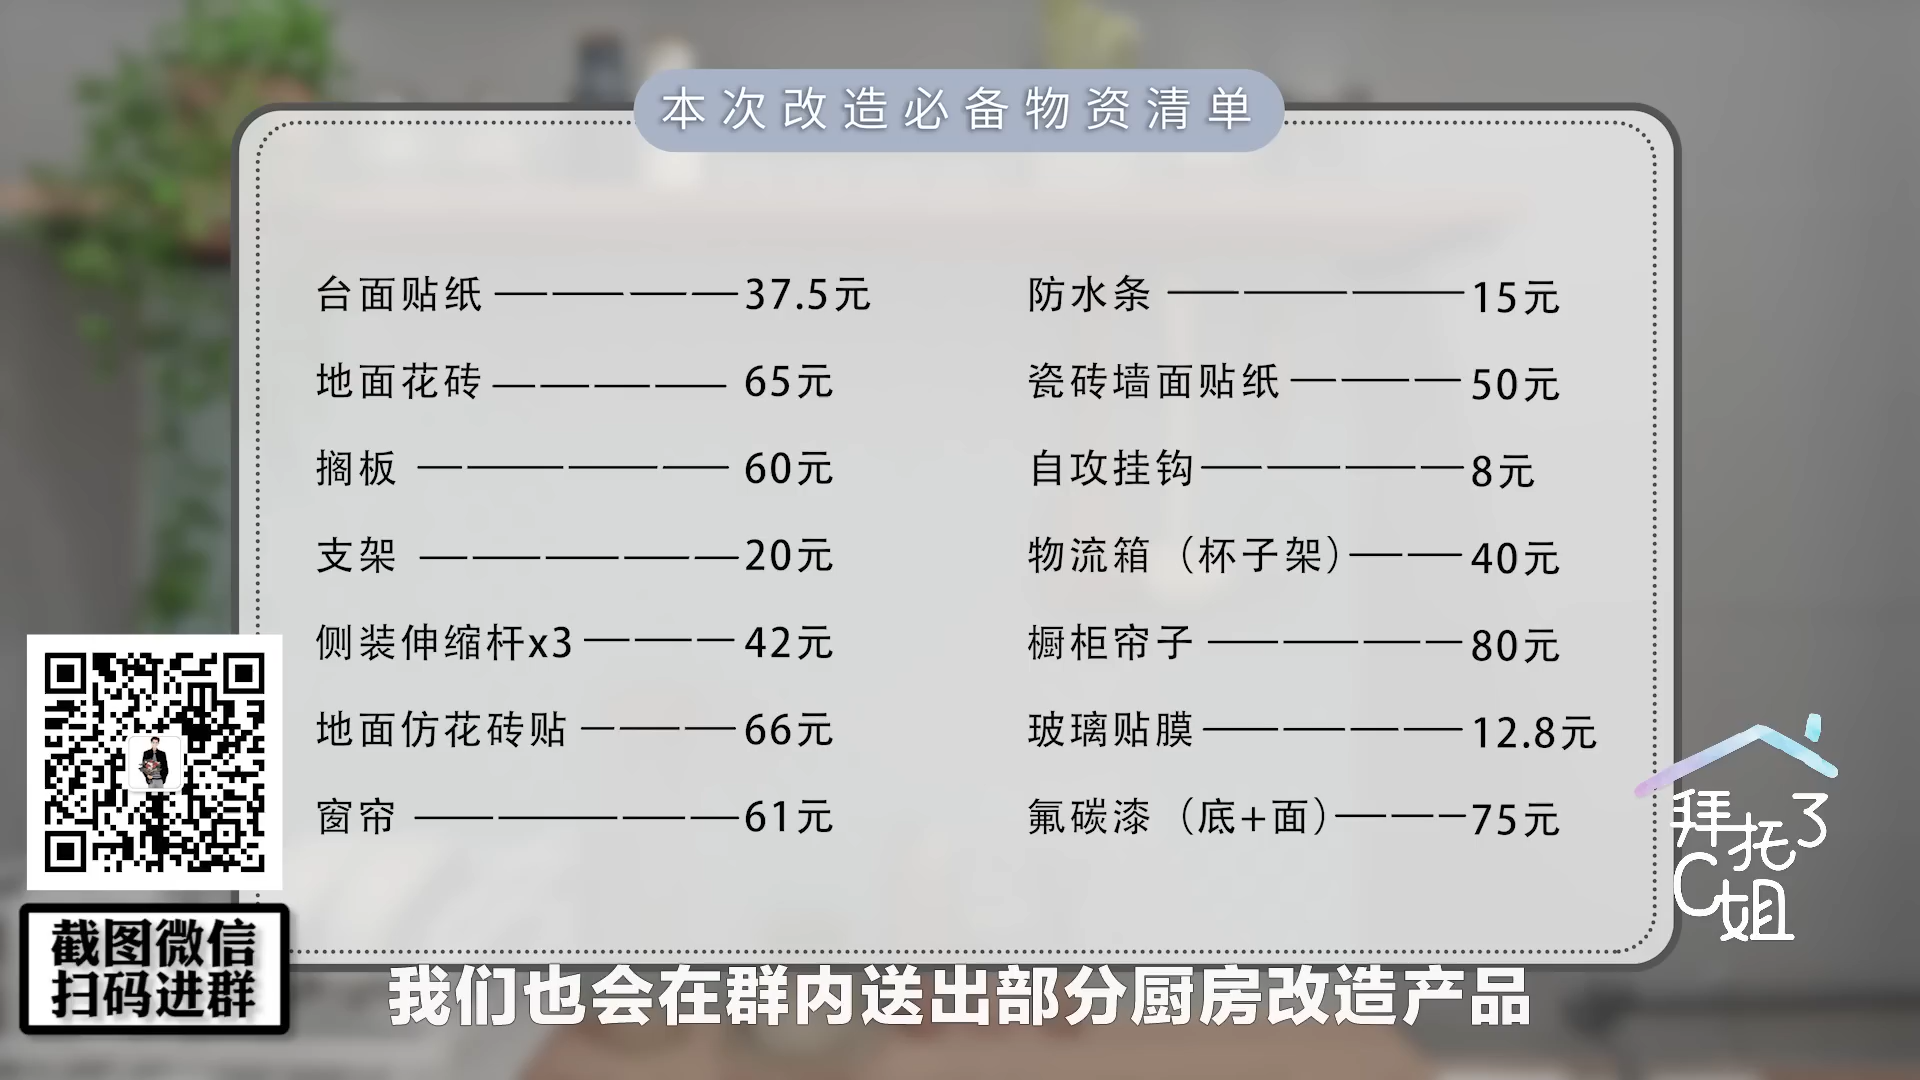 本次改造必备物资清单
台面贴纸————37.5元
地面花砖————65元
搁板————60元
支架————20元
侧装伸缩杆x3———42元
地面仿花砖贴———66元
窗帘————61元
防水条———15元
瓷砖墙面贴纸———50元
自攻挂钩————8元
物流箱（杯子架）——40元
橱柜帘子————80元
玻璃贴膜————12.8元
氟碳漆（底+面）———75元
拜托了
C姐
截图微信
扫码进群
我们也会在群内送出部分厨房改造产品